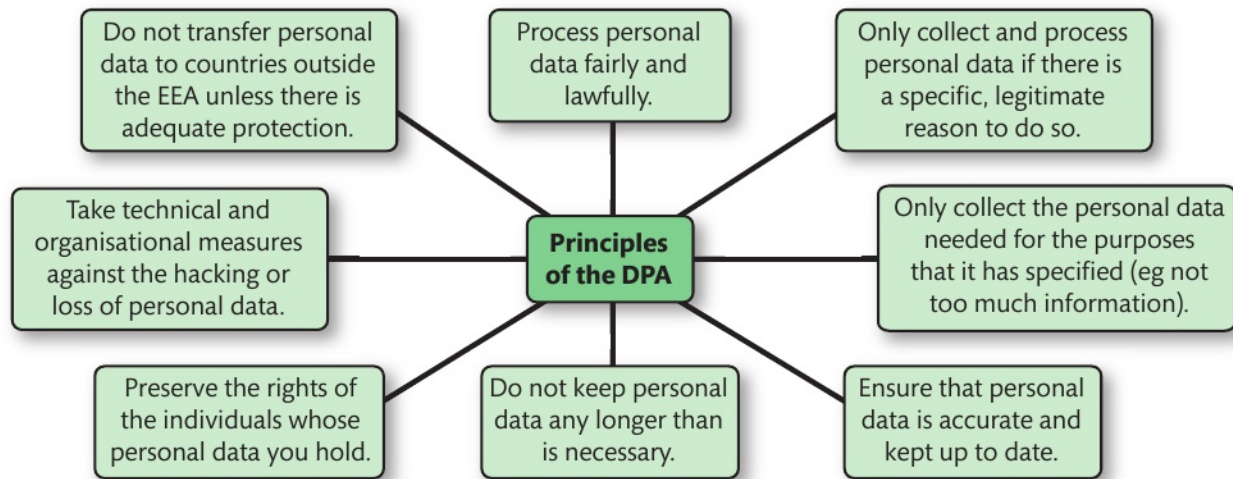 Do not transfer personal
data to countries outside
the EEA unless there is
adequate protection.
Process personal
data fairly and
lawfully.
Only collect and process
personal data if there is
a specific, legitimate
reason to do so.
Take technical and
organisational measures
against the hacking or
loss of personal data.
Principles
of the DPA
Only collect the personal data
needed for the purposes
that it has specified (eg not
too much information).
Preserve the rights of
the individuals whose
personal data you hold.
Do not keep personal
data any longer than
is necessary.
Ensure that personal
data is accurate and
kept up to date.